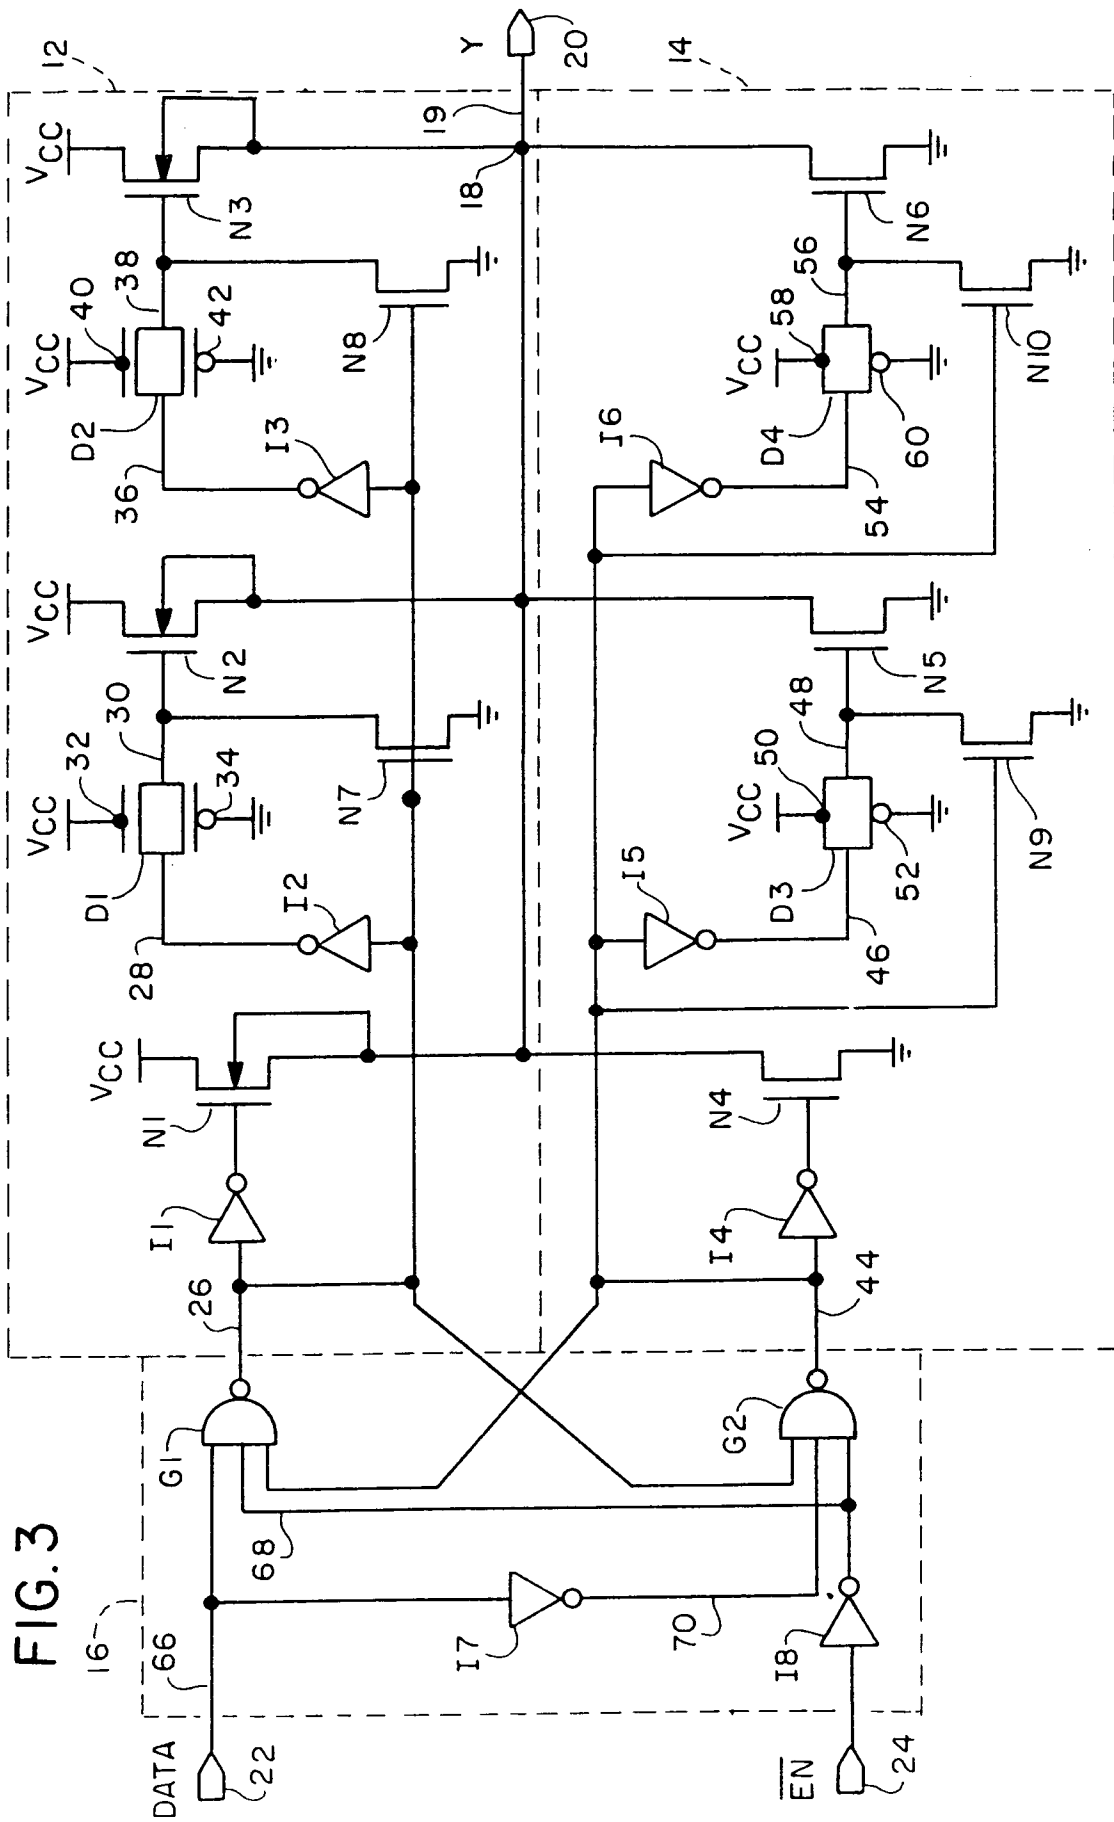 FIG. 3
12
VCC
VCC
40
38
D2
42
N3
36
I3
N8
VCC
VCC
32
30
D1
34
N2
28
I2
N7
VCC
N1
I1
26
G1
16
66
68
DATA
22
Y
20
19
18
14
I6
VCC
58
56
D4
60
N6
54
N10
I5
VCC
50
48
D3
52
N5
46
N9
N4
I4
44
G2
I7
70
I8
EN
24